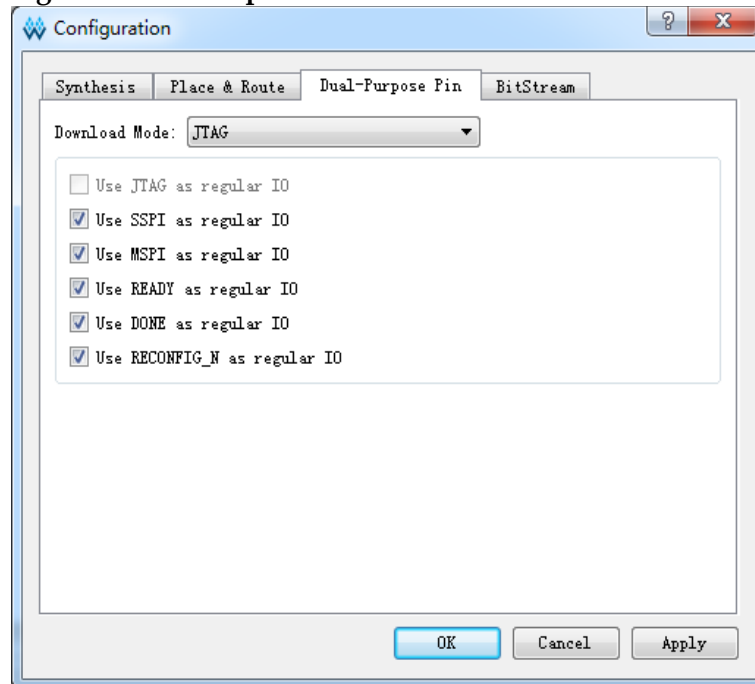 Configuration
Synthesis Place & Route Dual-Purpose Pin BitStream
Download Mode: JTAG
Use JTAG as regular IO
Use SSPI as regular IO
Use MSPI as regular IO
Use READY as regular IO
Use DONE as regular IO
Use RECONFIG_N as regular IO
OK Cancel Apply